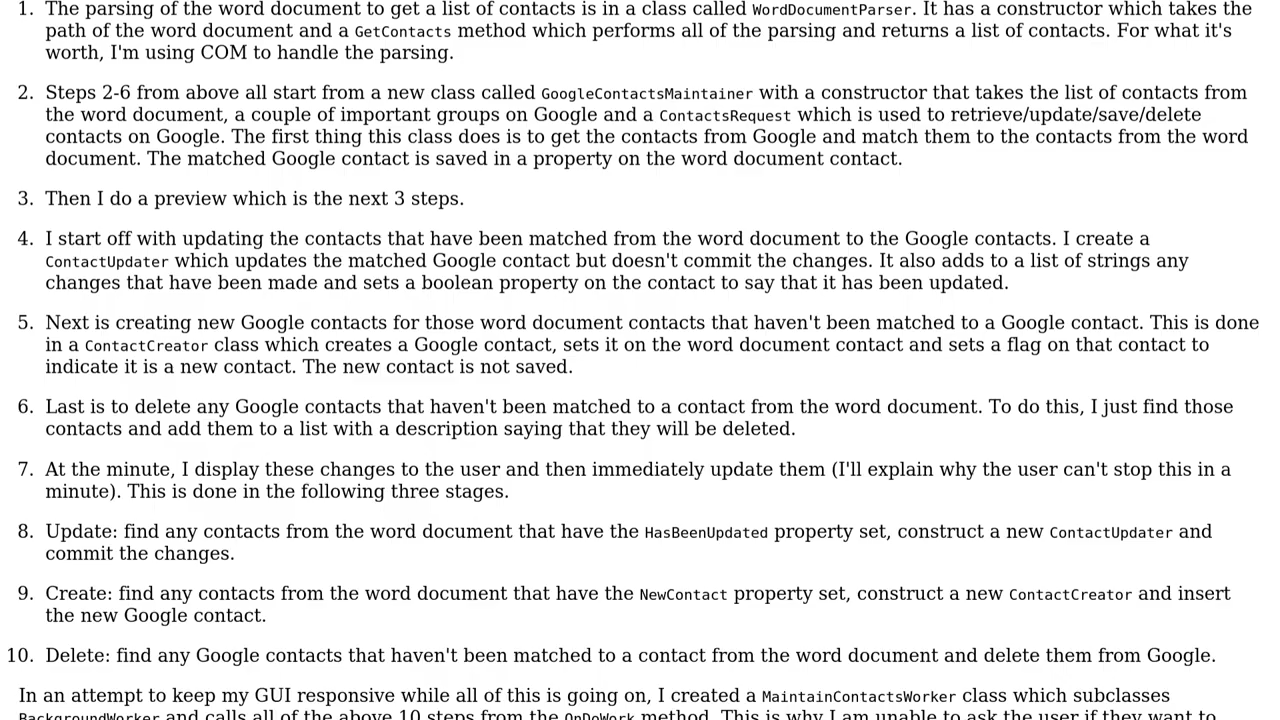 1. The parsing of the word document to get a list of contacts is in a class called WordDocumentParser. It has a constructor which takes the
path of the word document and a GetContacts method which performs all of the parsing and returns a list of contacts. For what it's
worth, I'm using COM to handle the parsing.
2. Steps 2-6 from above all start from a new class called GoogleContactsMaintainer with a constructor that takes the list of contacts from
the word document, a couple of important groups on Google and a ContactsRequest which is used to retrieve/update/save/delete
contacts on Google. The first thing this class does is to get the contacts from Google and match them to the contacts from the word
document. The matched Google contact is saved in a property on the word document contact.
3. Then I do a preview which is the next 3 steps.
4. I start off with updating the contacts that have been matched from the word document to the Google contacts. I create a
ContactUpdater which updates the matched Google contact but doesn't commit the changes. It also adds to a list of strings any
changes that have been made and sets a boolean property on the contact to say that it has been updated.
5. Next is creating new Google contacts for those word document contacts that haven't been matched to a Google contact. This is done
in a ContactCreator class which creates a Google contact, sets it on the word document contact and sets a flag on that contact to
indicate it is a new contact. The new contact is not saved.
6. Last is to delete any Google contacts that haven't been matched to a contact from the word document. To do this, I just find those
contacts and add them to a list with a description saying that they will be deleted.
7. At the minute, I display these changes to the user and then immediately update them (I'll explain why the user can't stop this in a
minute). This is done in the following three stages.
8. Update: find any contacts from the word document that have the HasBeenUpdated property set, construct a new ContactUpdater and
commit the changes.
9. Create: find any contacts from the word document that have the NewContact property set, construct a new ContactCreator and insert
the new Google contact.
10. Delete: find any Google contacts that haven't been matched to a contact from the word document and delete them from Google.
In an attempt to keep my GUI responsive while all of this is going on, I created a MaintainContactsWorker class which subclasses
BackgroundWorker and calls all of the above 10 steps from the OnDoWork method. This is why I am unable to ask the user if they want to